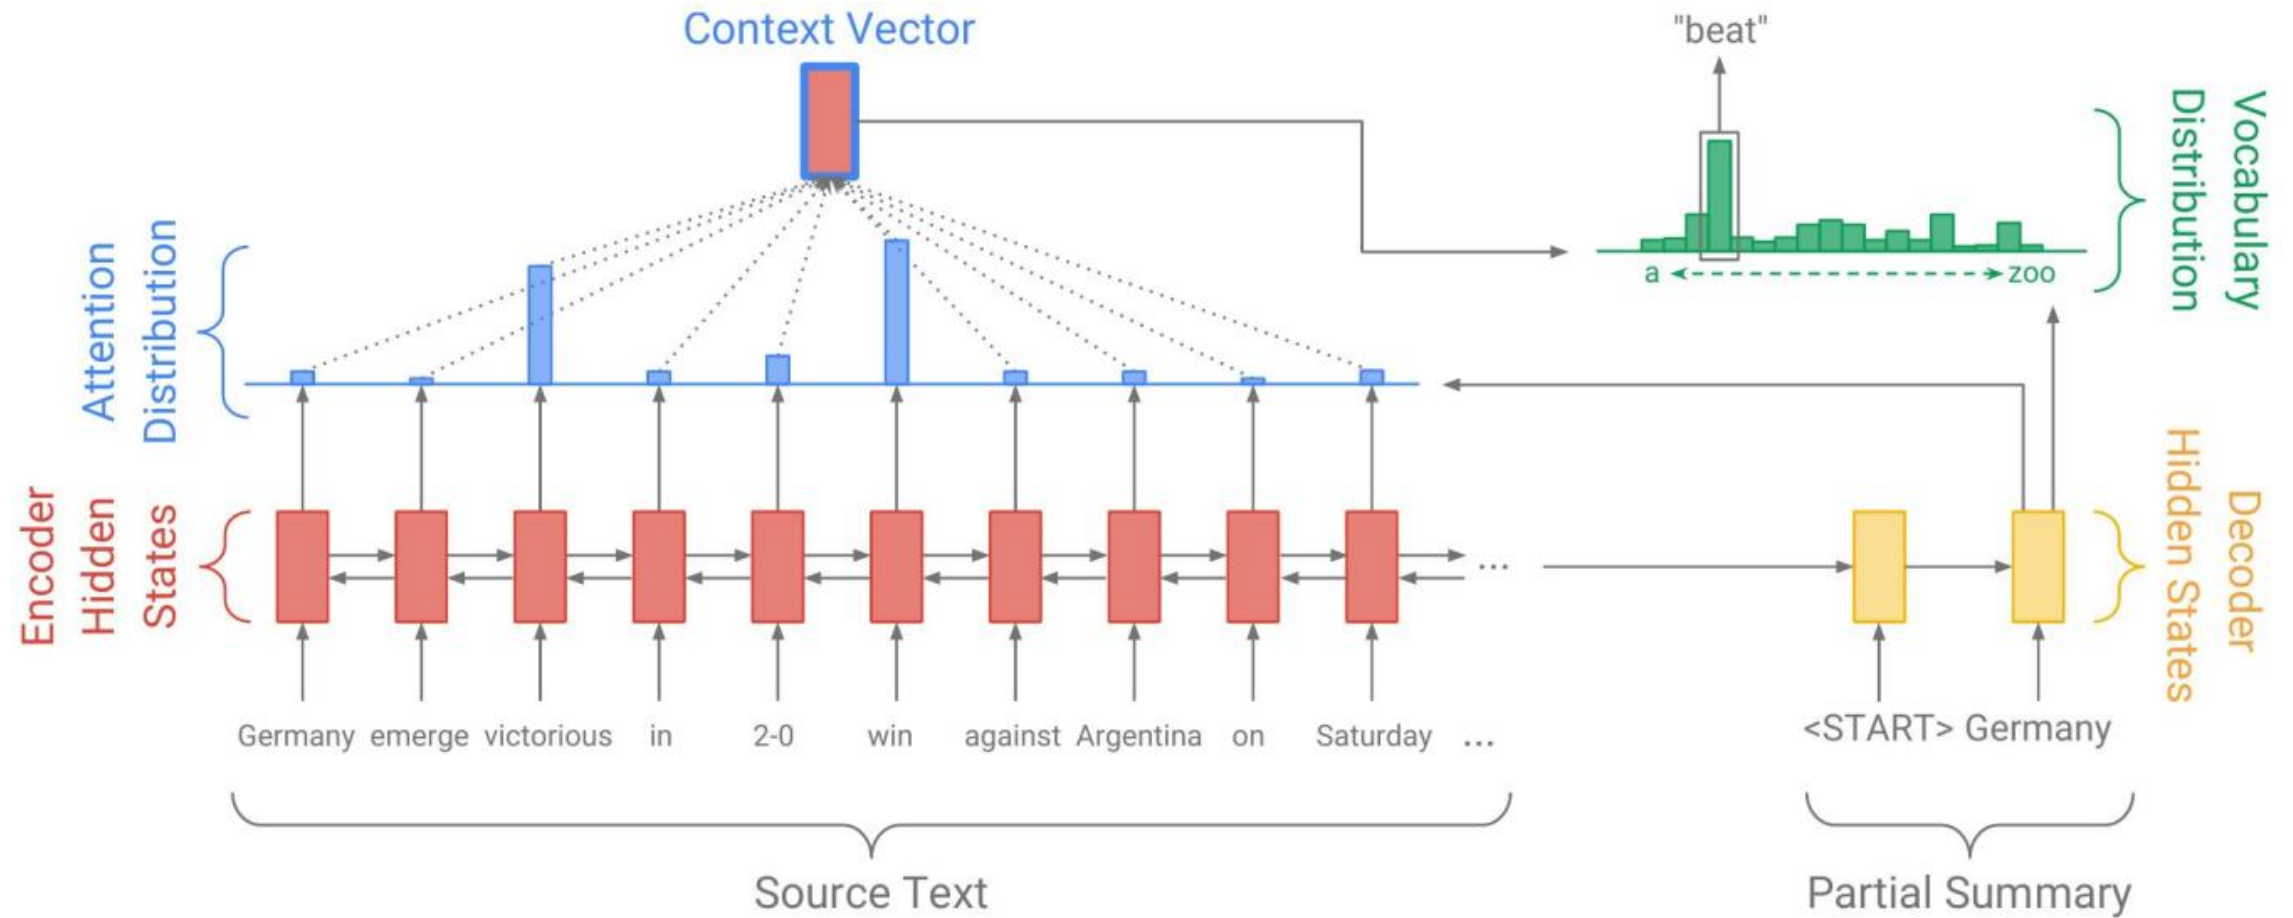 Context Vector
"beat"
Attention
Distribution
a
zoo
Vocabulary
Distribution
Encoder
Hidden
States
...
Decoder
Hidden States
Germany emerge victorious in 2-0 win against Argentina on Saturday ...
<START> Germany
Source Text
Partial Summary